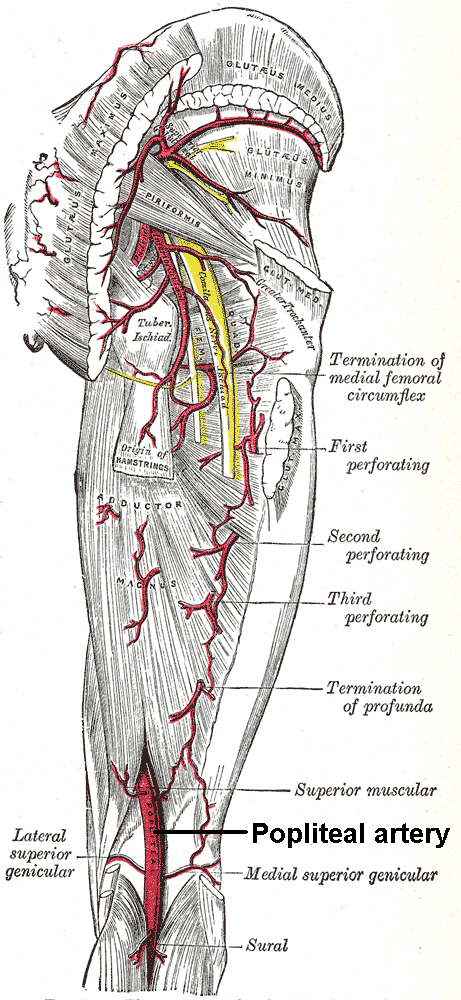 GLUTÆUS MEDIUS
GLUTÆUS MAXIMUS
GLUTÆUS
MINIMUS
PIRIFORMIS
GLUT. MED.
Greater Trochanter
Tuber.
Ischiad.
Termination of
medial femoral
circumflex
GLUT. MAX.
Origin of
HAMSTRINGS
First
perforating
ADDUCTOR
MAGNUS
Second
perforating
Third
perforating
Termination
of profunda
Superior muscular
Popliteal artery
Lateral
superior
genicular
Medial superior genicular
Sural